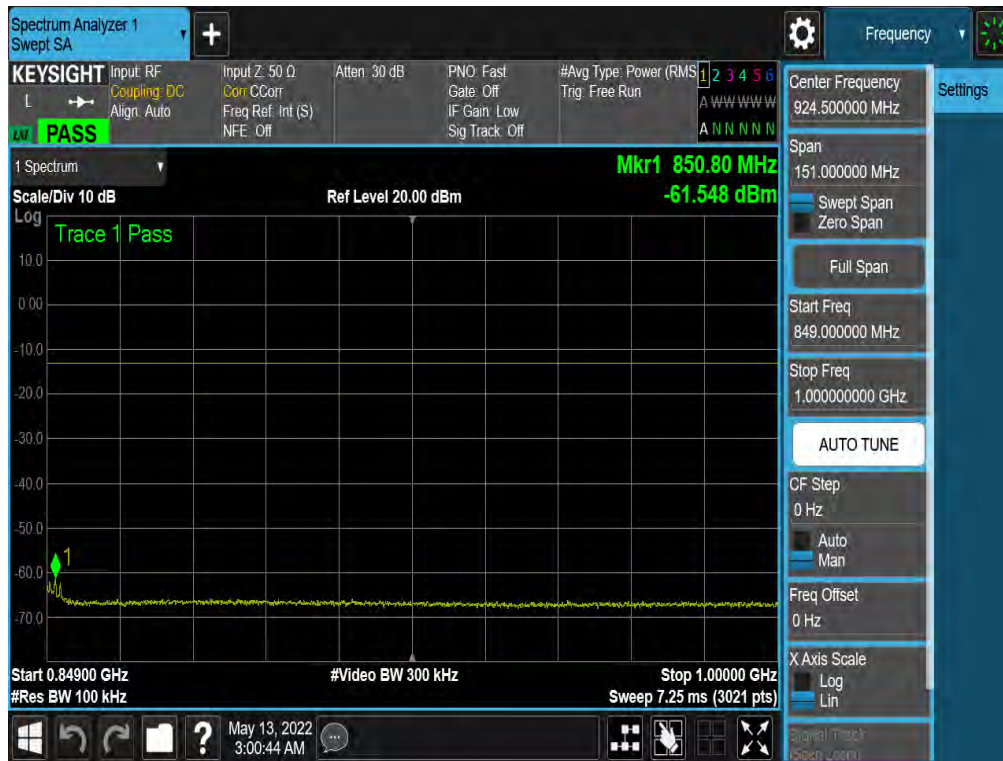 Spectrum Analyzer 1
Swept SA
+
Frequency
KEYSIGHT
L
LXI
PASS
Input: RF
Coupling: DC
Align: Auto
Input Z: 50 Ω
Corr CCorr
Freq Ref: Int (S)
NFE: Off
Atten: 30 dB
PNO: Fast
Gate: Off
IF Gain: Low
Sig Track: Off
#Avg Type: Power (RMS
Trig: Free Run
1 2 3 4 5 6
A W W W W W
A N N N N N
1 Spectrum
Scale/Div 10 dB
Ref Level 20.00 dBm
Mkr1 850.80 MHz
-61.548 dBm
Log
Trace 1 Pass
10.0
0.00
-10.0
-20.0
-30.0
-40.0
-50.0
-60.0
-70.0
1
Start 0.84900 GHz
#Video BW 300 kHz
Stop 1.00000 GHz
#Res BW 100 kHz
Sweep 7.25 ms (3021 pts)
?
May 13, 2022
3:00:44 AM
Center Frequency
924.500000 MHz
Settings
Span
151.000000 MHz
Swept Span
Zero Span
Full Span
Start Freq
849.000000 MHz
Stop Freq
1.000000000 GHz
AUTO TUNE
CF Step
0 Hz
Auto
Man
Freq Offset
0 Hz
X Axis Scale
Log
Lin
Signal Track